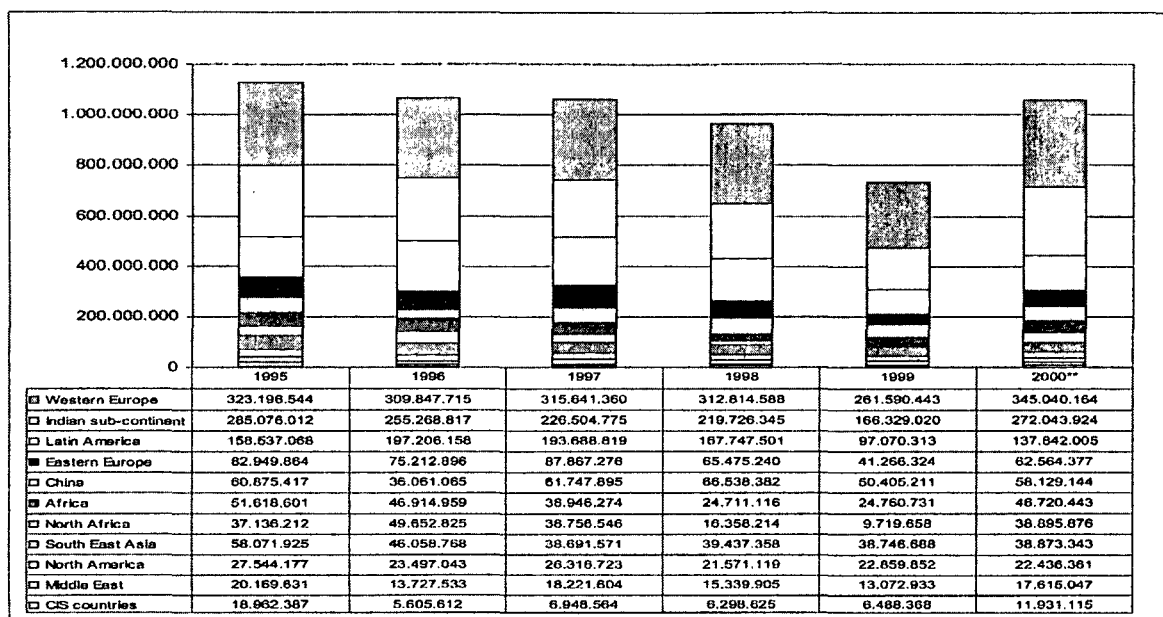 1.200.000.000
1.000.000.000
800.000.000
600.000.000
400.000.000
200.000.000
0
1995 1996 1997 1998 1999 2000**
Western Europe 323.196.544 309.847.715 315.641.360 312.814.588 261.590.443 345.040.164
Indian sub-continent 285.076.012 255.268.817 226.504.775 219.726.345 166.329.020 272.043.924
Latin America 158.537.068 197.206.158 193.688.819 167.747.501 97.070.313 137.842.005
Eastern Europe 82.949.864 75.212.896 87.867.276 65.475.240 41.266.324 62.564.377
China 60.875.417 36.061.065 61.747.895 66.538.382 50.405.211 58.129.144
Africa 51.618.601 46.914.959 36.946.274 24.711.116 24.760.731 46.720.443
North Africa 37.136.212 49.652.825 38.756.546 16.358.214 9.719.658 38.895.876
South East Asia 58.071.925 46.058.768 38.691.571 39.437.358 38.746.688 38.873.343
North America 27.544.177 23.497.043 26.316.723 21.571.119 22.859.852 22.436.361
Middle East 20.169.631 13.727.533 18.221.804 15.339.905 13.072.933 17.615.047
CIS countries 18.962.387 5.605.612 6.948.564 6.298.625 6.488.368 11.931.115